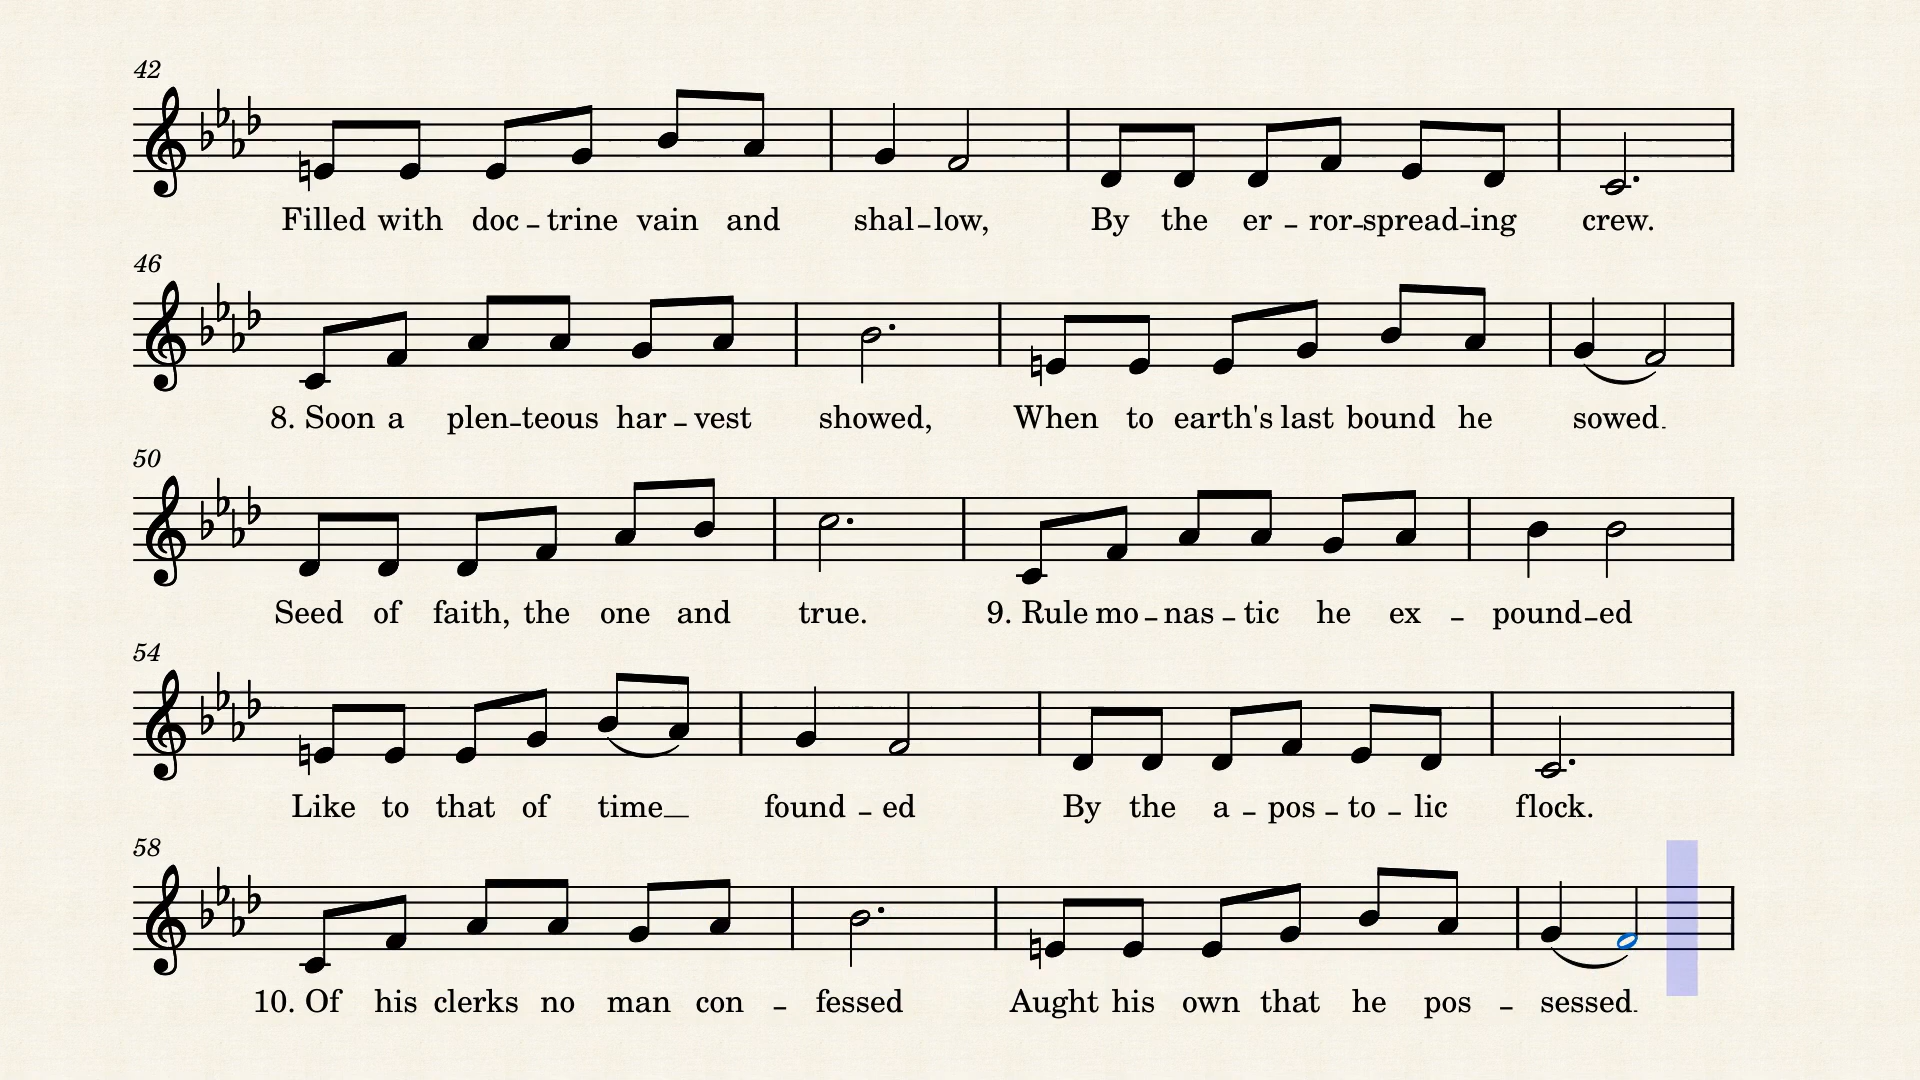 42
Filled with doc - trine vain and shal - low, By the er - ror-spread-ing crew.
46
8. Soon a plen-teous har - vest showed, When to earth's last bound he sowed.
50
Seed of faith, the one and true. 9. Rule mo - nas - tic he ex - pound-ed
54
Like to that of time_ found - ed By the a - pos - to - lic flock.
58
10. Of his clerks no man con - fessed Aught his own that he pos - sessed.